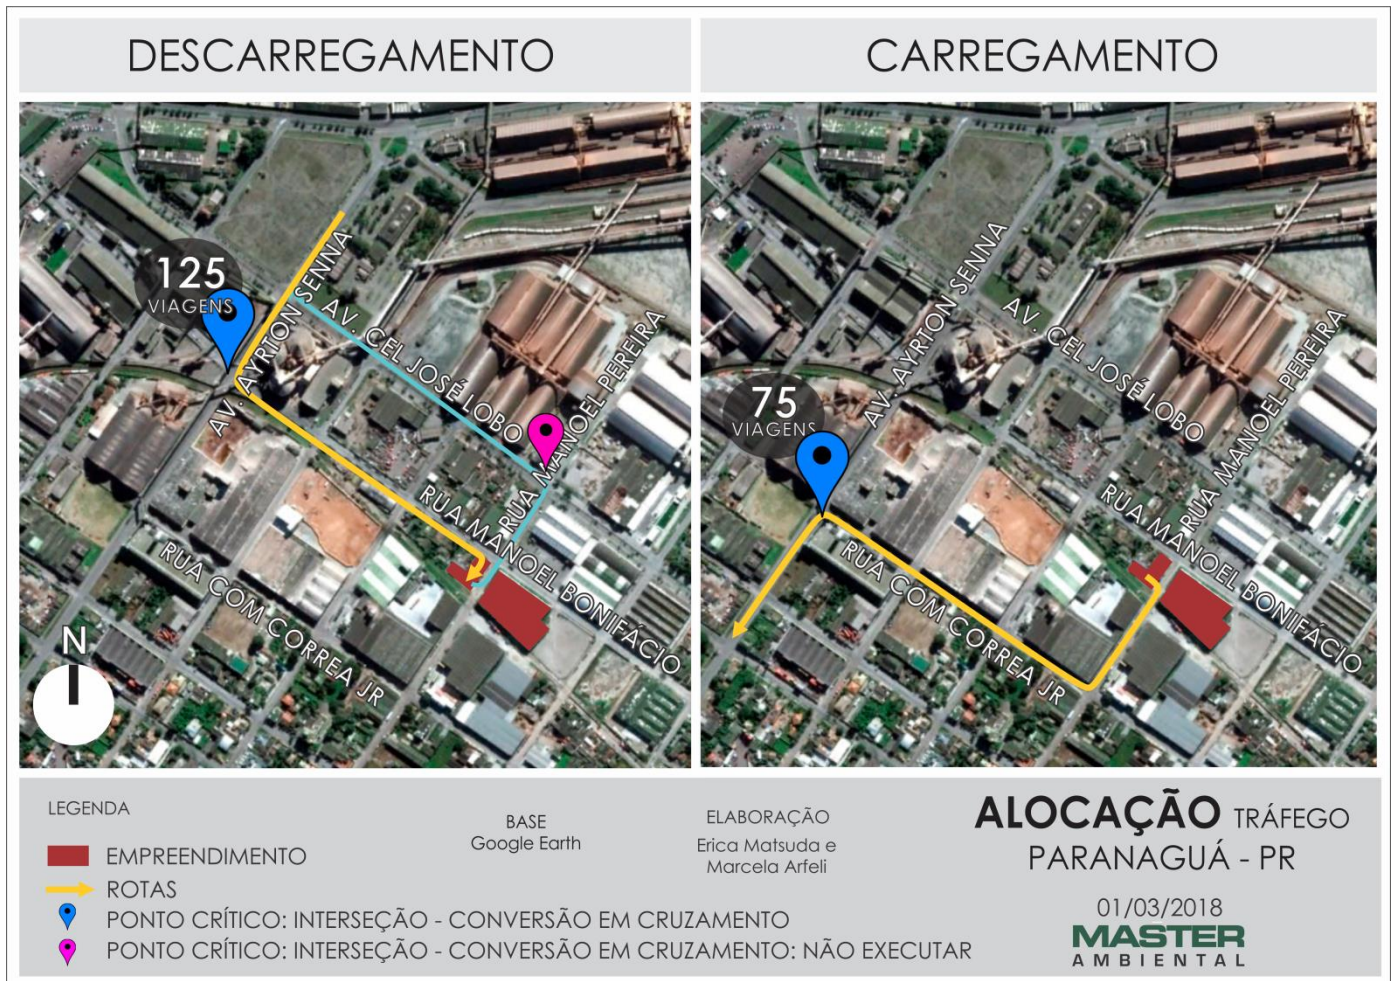 DESCARREGAMENTO
125
VIAGENS
AV. AYRTON SENNA
AV. CEL JOSÉ LOBO
RUA MANOEL PEREIRA
RUA MANOEL BONIFÁCIO
RUA COM CORREA JR
N
CARREGAMENTO
75
VIAGENS
AV. AYRTON SENNA
AV. CEL JOSÉ LOBO
RUA MANOEL PEREIRA
RUA MANOEL BONIFÁCIO
RUA COM CORREA JR
LEGENDA
EMPREENDIMENTO
ROTAS
PONTO CRÍTICO: INTERSEÇÃO - CONVERSÃO EM CRUZAMENTO
PONTO CRÍTICO: INTERSEÇÃO - CONVERSÃO EM CRUZAMENTO: NÃO EXECUTAR
BASE
Google Earth
ELABORAÇÃO
Erica Matsuda e
Marcela Arfeli
ALOCAÇÃO TRÁFEGO
PARANAGUÁ - PR
01/03/2018
MASTER
AMBIENTAL